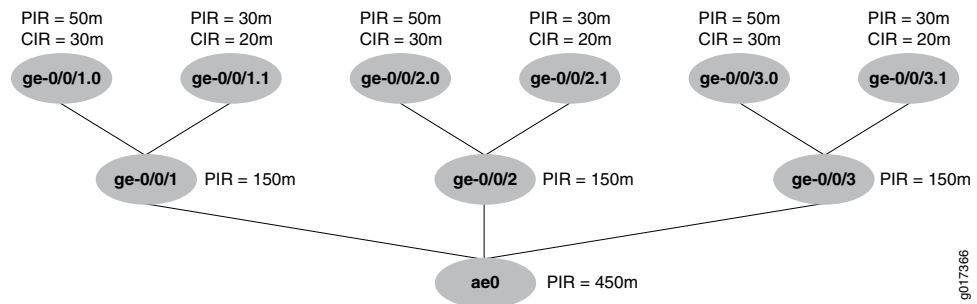 PIR = 50m
CIR = 30m
PIR = 30m
CIR = 20m
PIR = 50m
CIR = 30m
PIR = 30m
CIR = 20m
PIR = 50m
CIR = 30m
PIR = 30m
CIR = 20m
ge-0/0/1.0
ge-0/0/1.1
ge-0/0/2.0
ge-0/0/2.1
ge-0/0/3.0
ge-0/0/3.1
ge-0/0/1 PIR = 150m
ge-0/0/2 PIR = 150m
ge-0/0/3 PIR = 150m
ae0 PIR = 450m
g017366